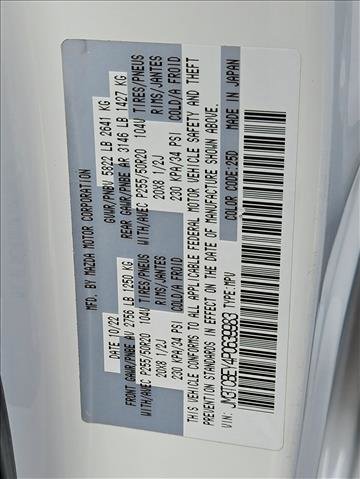 MFD. BY MAZDA MOTOR CORPORATION
DATE 10/22 GVWR/PNBV 5822 LB 2641 KG
FRONT GAWR/PNBE AV 2756 LB 1250 KG REAR GAWR/PNBE AR 3146 LB 1427 KG
WITH/AVEC P255/50R20 104V TIRES/PNEUS WITH/AVEC P255/50R20 104V TIRES/PNEUS
20X8 1/2J RIMS/JANTES 20X8 1/2J RIMS/JANTES
230 KPA/34 PSI COLD/A FROID 230 KPA/34 PSI COLD/A FROID
THIS VEHICLE CONFORMS TO ALL APPLICABLE FEDERAL MOTOR VEHICLE SAFETY AND THEFT
PREVENTION STANDARDS IN EFFECT ON THE DATE OF MANUFACTURE SHOWN ABOVE.
VIN: TYPE: MPV
COLOR CODE: 25D MADE IN JAPAN